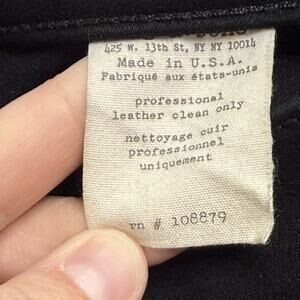 425 W. 13th St, NY NY 10014
Made in U.S.A.
Fabriqué aux états-unis
professional
leather clean only
nettoyage cuir
professionnel
uniquement
rn # 108879